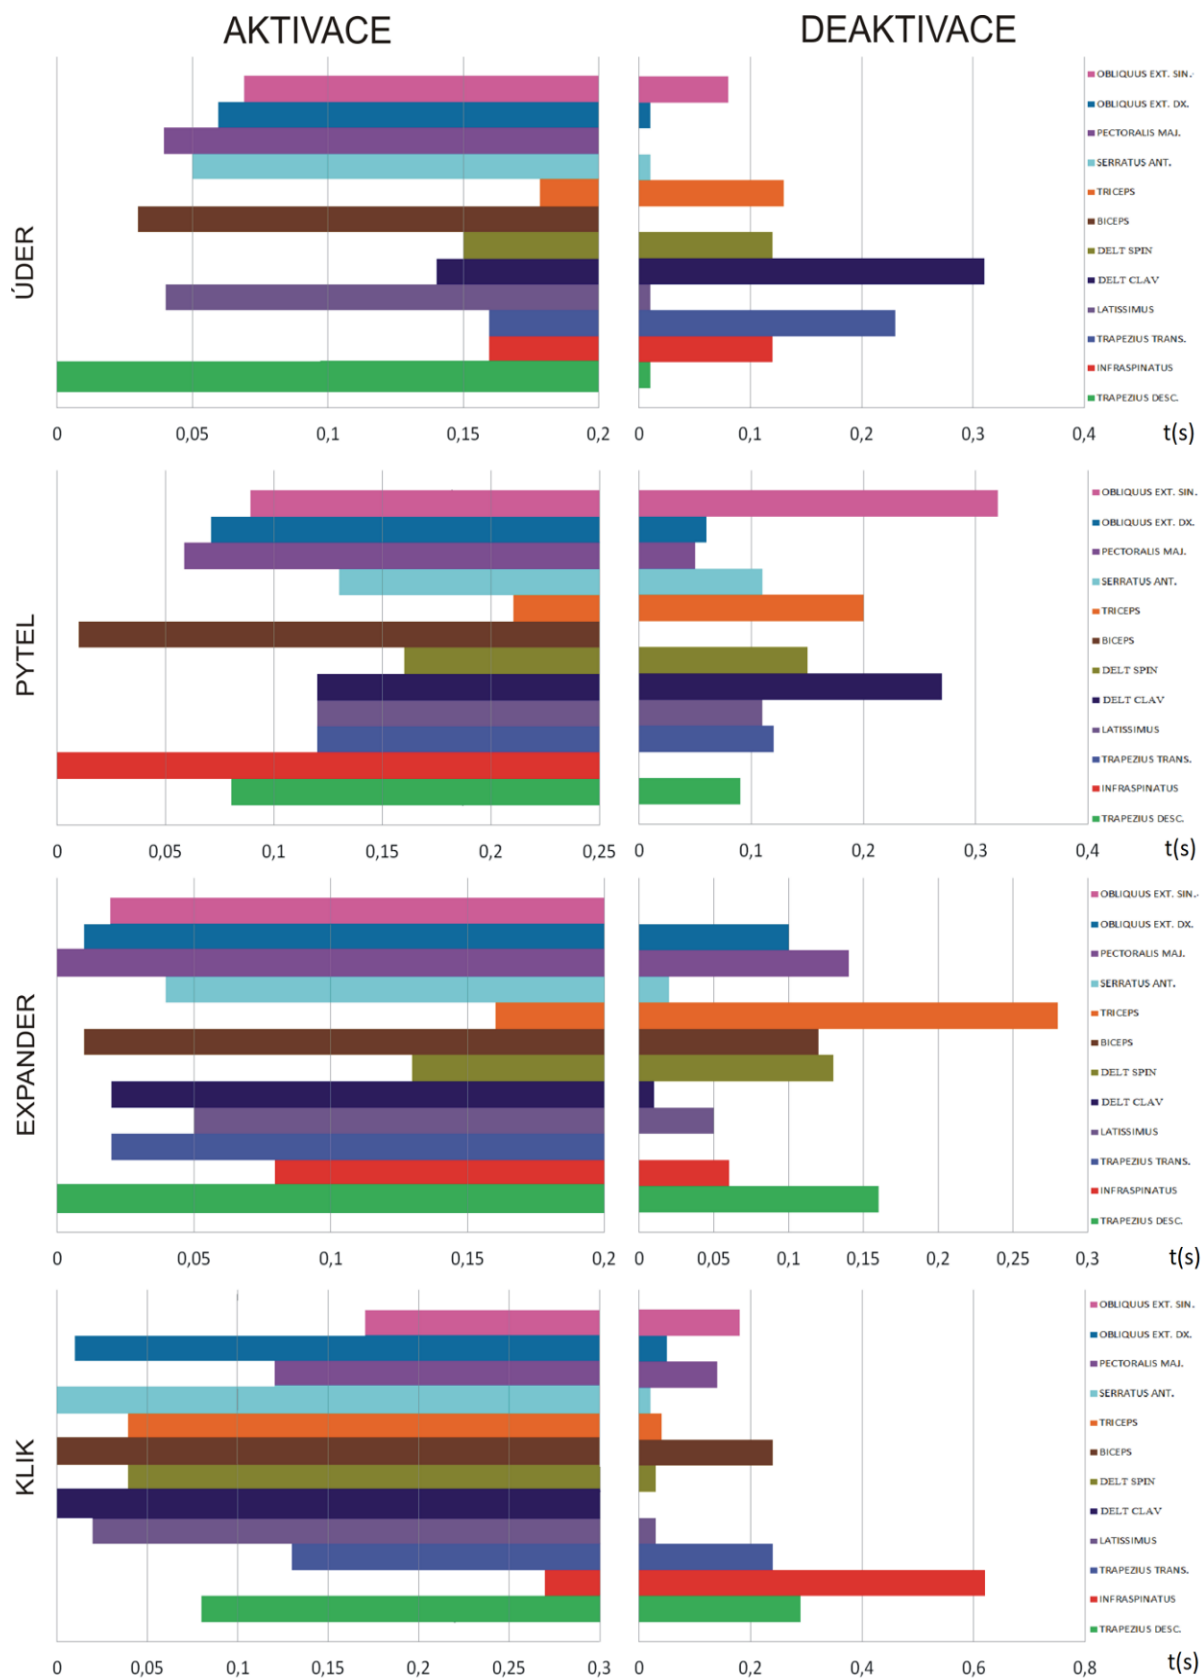 AKTIVACE DEAKTIVACE
ÚDER
OBLIQUUS EXT. SIN.
OBLIQUUS EXT. DX.
PECTORALIS MAJ.
SERRATUS ANT.
TRICEPS
BICEPS
DELT SPIN
DELT CLAV
LATISSIMUS
TRAPEZIUS TRANS.
INFRASPINATUS
TRAPEZIUS DESC.
0 0,05 0,1 0,15 0,2 0 0,1 0,2 0,3 0,4 t(s)
PYTEL
OBLIQUUS EXT. SIN.
OBLIQUUS EXT. DX.
PECTORALIS MAJ.
SERRATUS ANT.
TRICEPS
BICEPS
DELT SPIN
DELT CLAV
LATISSIMUS
TRAPEZIUS TRANS.
INFRASPINATUS
TRAPEZIUS DESC.
0 0,05 0,1 0,15 0,2 0,25 0 0,1 0,2 0,3 0,4 t(s)
EXPANDER
OBLIQUUS EXT. SIN.
OBLIQUUS EXT. DX.
PECTORALIS MAJ.
SERRATUS ANT.
TRICEPS
BICEPS
DELT SPIN
DELT CLAV
LATISSIMUS
TRAPEZIUS TRANS.
INFRASPINATUS
TRAPEZIUS DESC.
0 0,05 0,1 0,15 0,2 0 0,05 0,1 0,15 0,2 0,25 0,3 t(s)
KLIK
OBLIQUUS EXT. SIN.
OBLIQUUS EXT. DX.
PECTORALIS MAJ.
SERRATUS ANT.
TRICEPS
BICEPS
DELT SPIN
DELT CLAV
LATISSIMUS
TRAPEZIUS TRANS.
INFRASPINATUS
TRAPEZIUS DESC.
0 0,05 0,1 0,15 0,2 0,25 0,3 0 0,2 0,4 0,6 0,8 t(s)